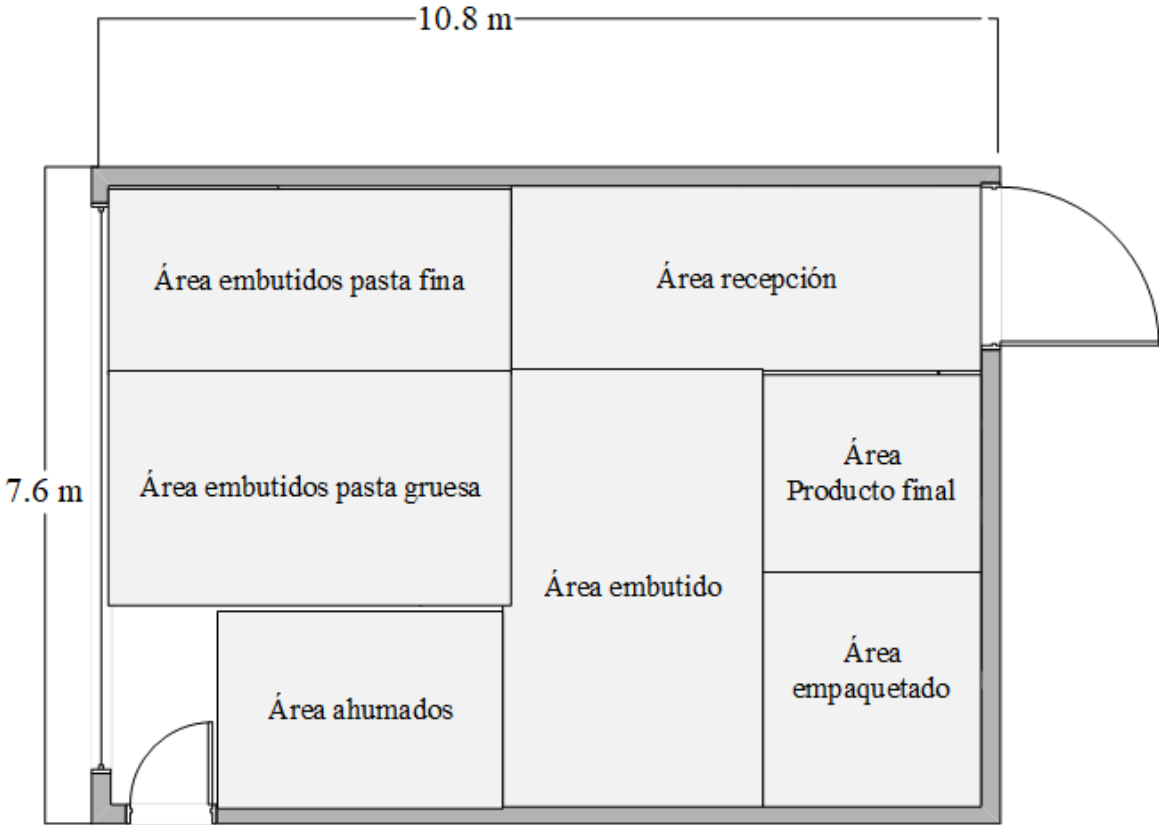 10.8 m
Área embutidos pasta fina
Área recepción
Área embutidos pasta gruesa
7.6 m
Área
Producto final
Área embutido
Área
empaquetado
Área ahumados